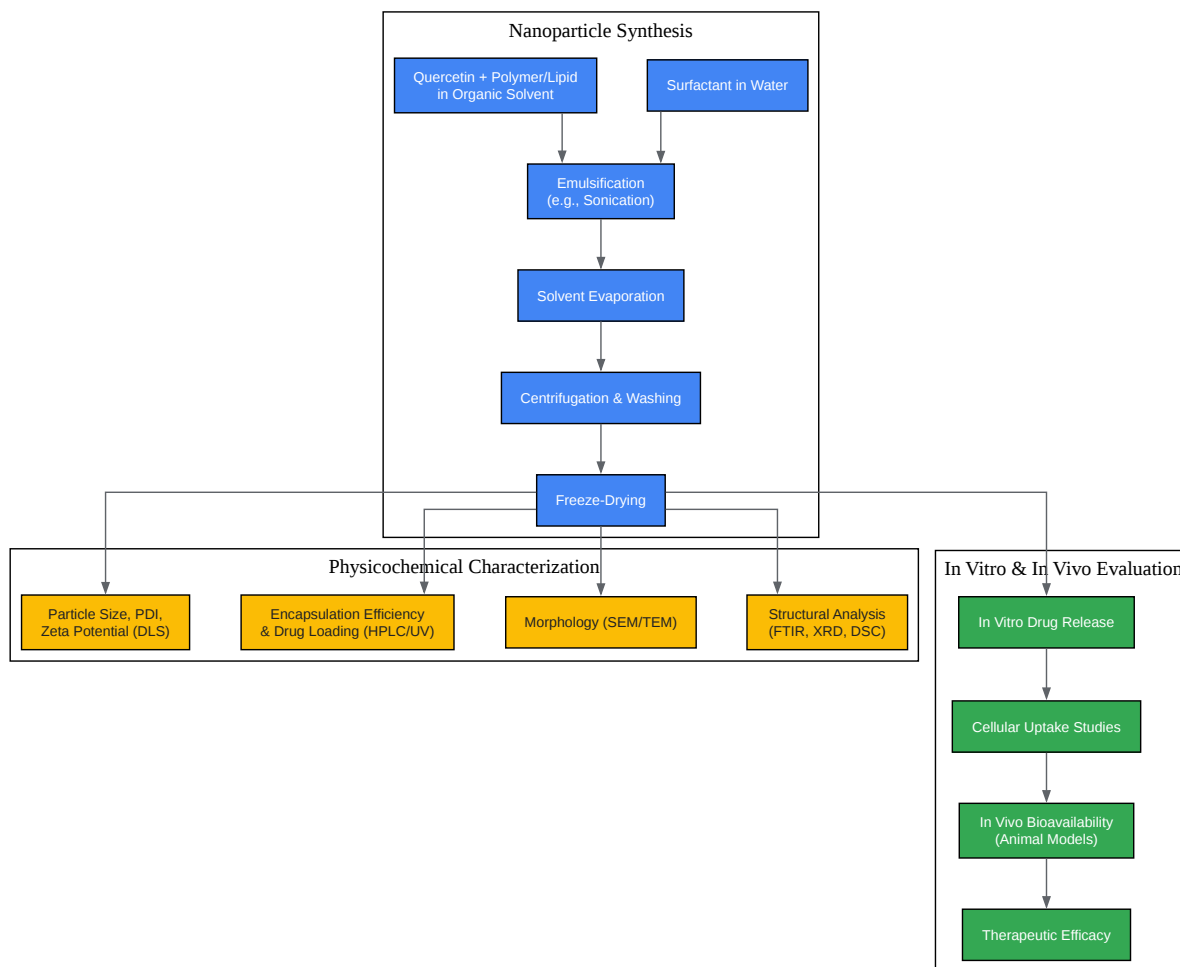 Nanoparticle Synthesis
Quercetin + Polymer/Lipid
in Organic Solvent
Surfactant in Water
Emulsification
(e.g., Sonication)
Solvent Evaporation
Centrifugation & Washing
Freeze-Drying
Physicochemical Characterization
Particle Size, PDI,
Zeta Potential (DLS)
Encapsulation Efficiency
& Drug Loading (HPLC/UV)
Morphology (SEM/TEM)
Structural Analysis
(FTIR, XRD, DSC)
In Vitro & In Vivo Evaluation
In Vitro Drug Release
Cellular Uptake Studies
In Vivo Bioavailability
(Animal Models)
Therapeutic Efficacy